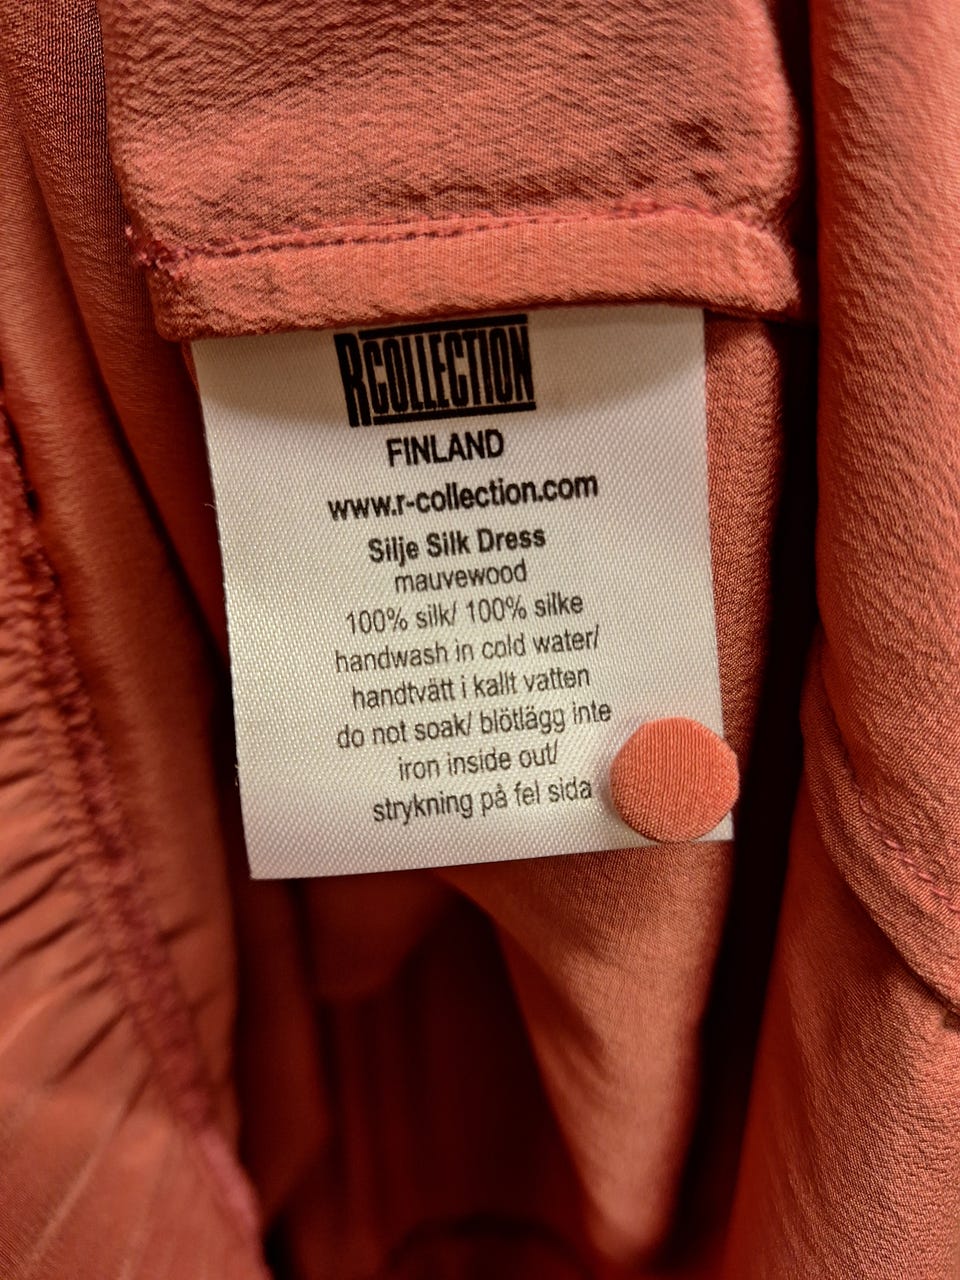 RCOLLECTION
FINLAND
www.r-collection.com
Silje Silk Dress
mauvewood
100% silk/ 100% silke
handwash in cold water/
handtvätt i kallt vatten
do not soak/ blötlägg inte
iron inside out/
strykning på fel sida